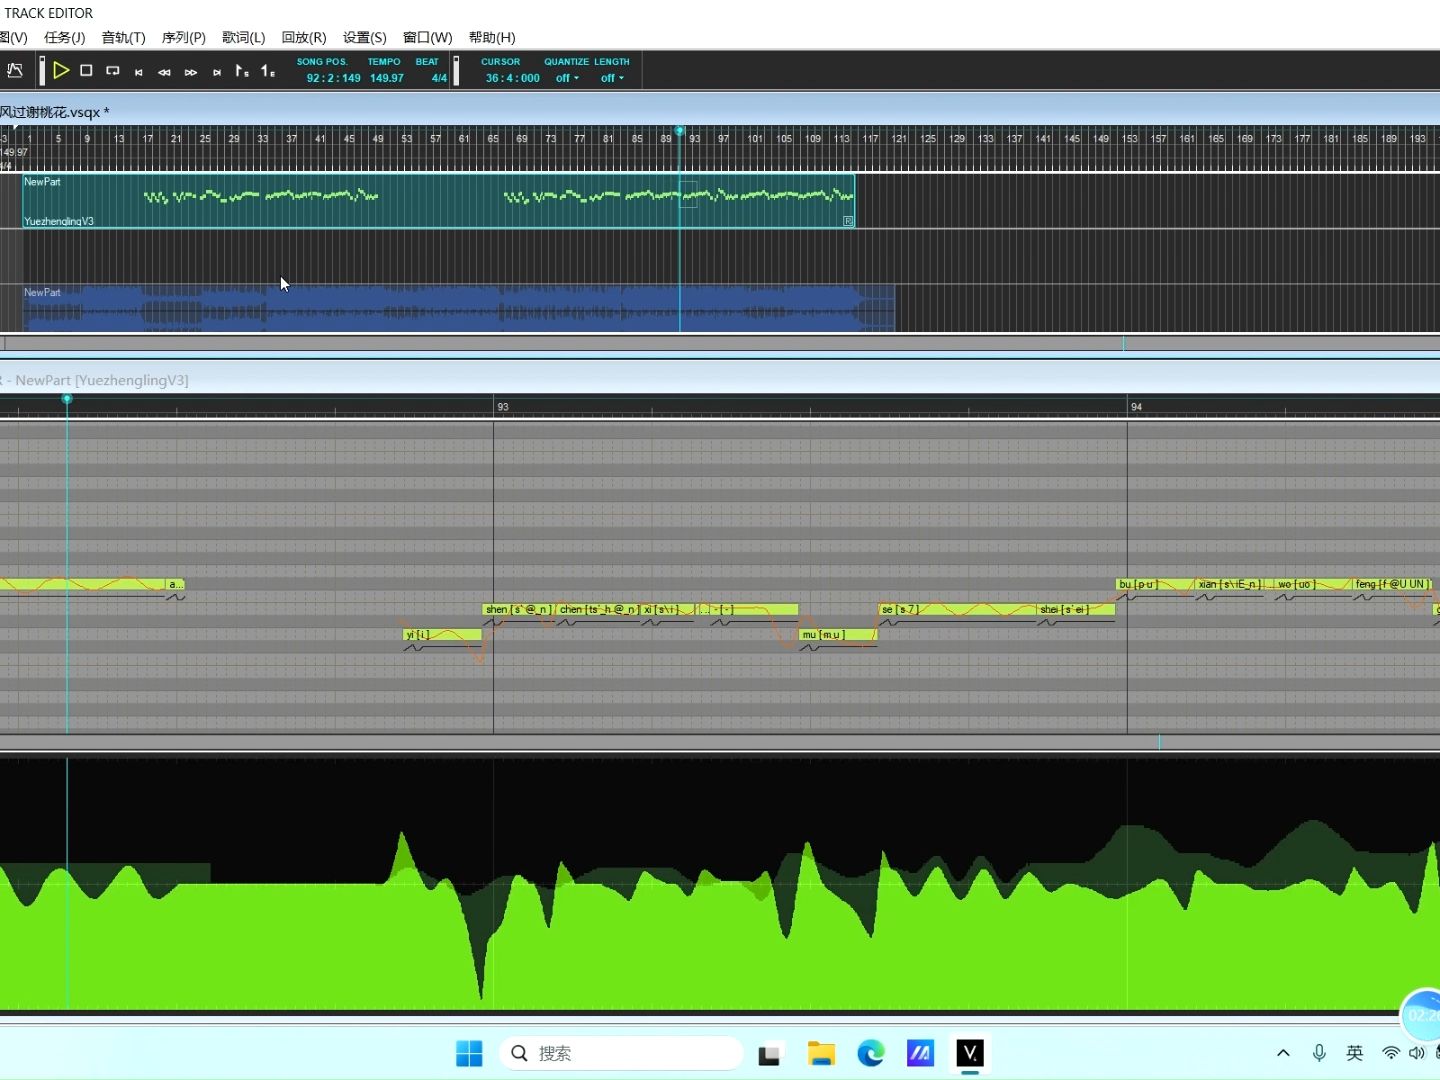 TRACK EDITOR
图(V) 任务(J) 音轨(T) 序列(P) 歌词(L) 回放(R) 设置(S) 窗口(W) 帮助(H)
SONG POS. TEMPO BEAT CURSOR QUANTIZE LENGTH
92 : 2 : 149 149.97 4/4 36 : 4 : 000 off off
风过谢桃花.vsqx *
-3 1 5 9 13 17 21 25 29 33 37 41 45 49 53 57 61 65 69 73 77 81 85 89 93 97 101 105 109 113 117 121 125 129 133 137 141 145 149 153 157 161 165 169 173 177 181 185 189 193
149.97
4/4
NewPart
YuezhenglingV3
R
NewPart
R - NewPart [YuezhenglingV3]
93 94
a...
bu [ p u ] xian [ s\ iE_n ] ... wo [ uo ] feng [ f @U UN ]
shen [ s` @_n ] chen [ ts`_h @_n ] xi [ s\ i ] ... - [ - ] se [ s 7 ] shei [ s` ei ]
yi [ i ] mu [ m u ]
搜索
英